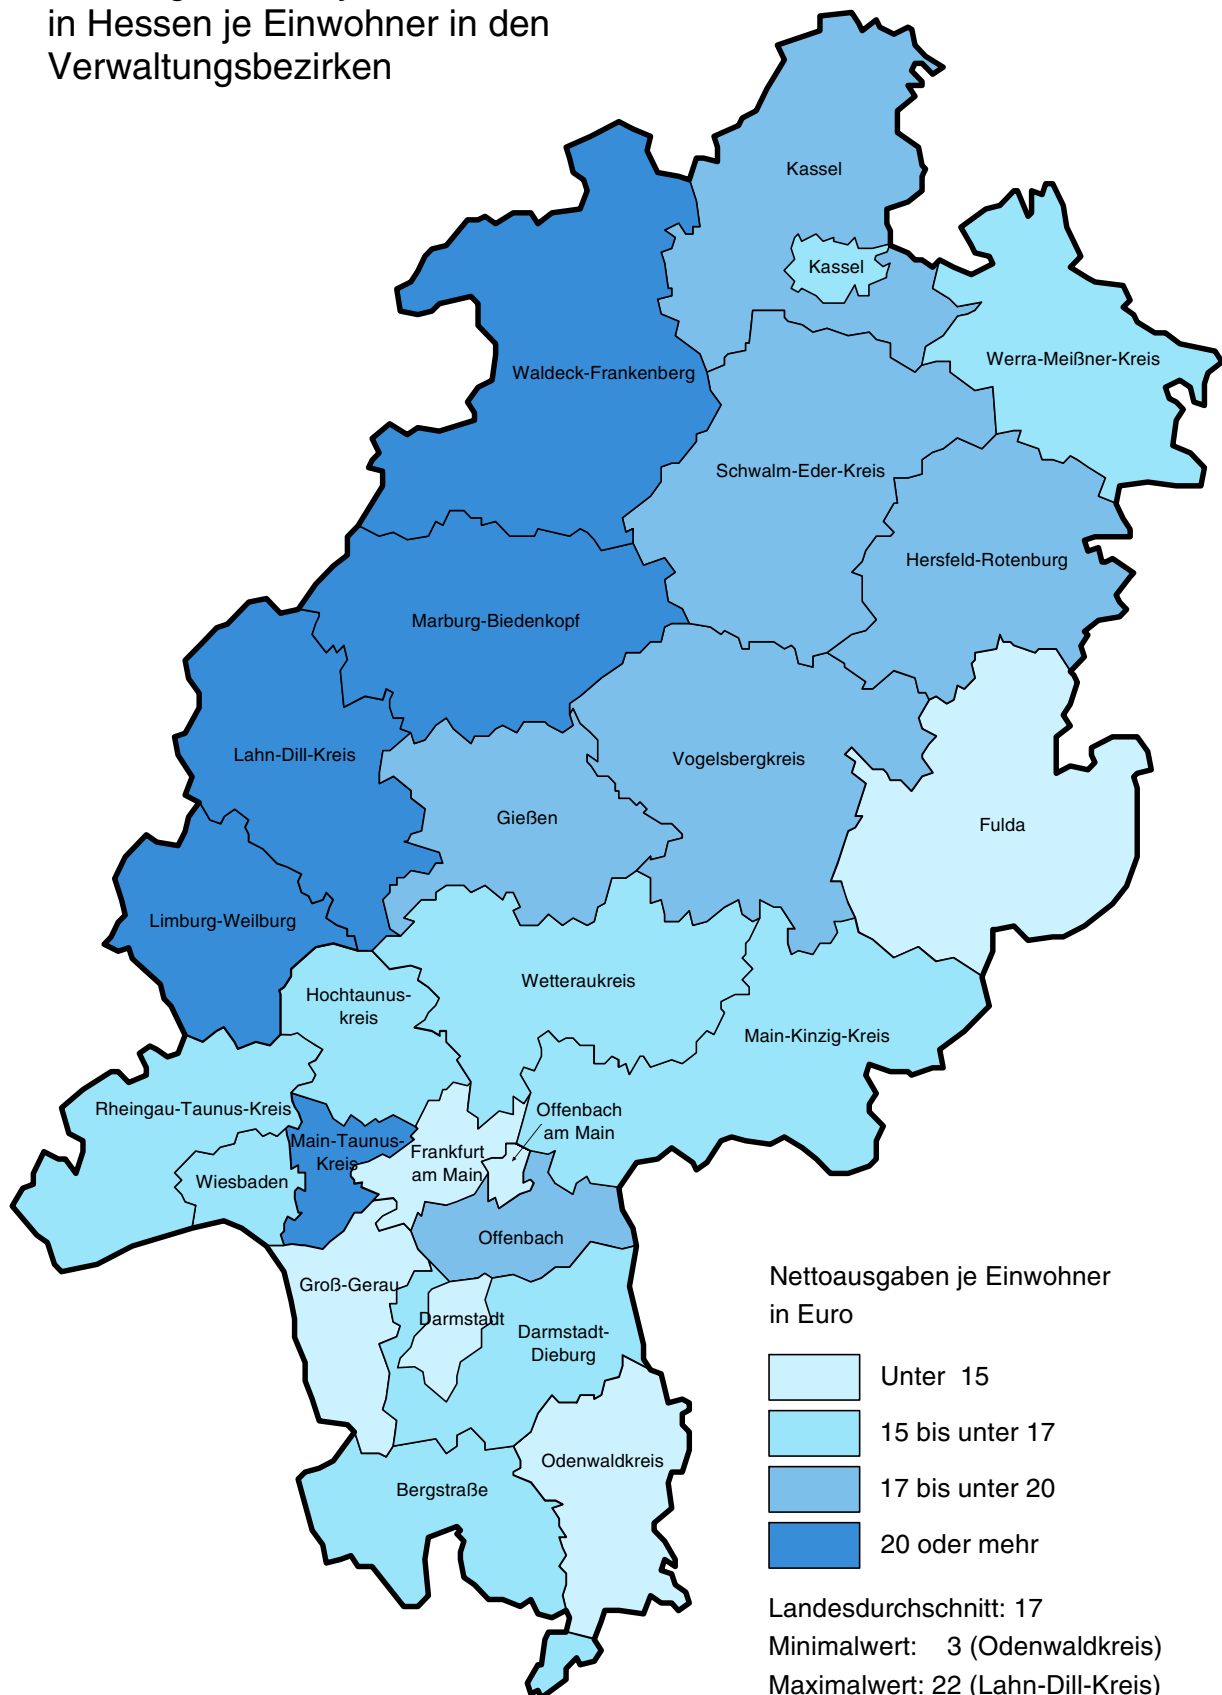 in Hessen je Einwohner in den
Verwaltungsbezirken
Kassel
Kassel
Werra-Meißner-Kreis
Waldeck-Frankenberg
Schwalm-Eder-Kreis
Hersfeld-Rotenburg
Marburg-Biedenkopf
Lahn-Dill-Kreis
Vogelsbergkreis
Gießen
Fulda
Limburg-Weilburg
Wetteraukreis
Hochtaunus-
kreis
Main-Kinzig-Kreis
Rheingau-Taunus-Kreis
Offenbach
am Main
Main-Taunus-
Kreis
Frankfurt
am Main
Wiesbaden
Offenbach
Groß-Gerau
Darmstadt
Darmstadt-
Dieburg
Odenwaldkreis
Bergstraße
Nettoausgaben je Einwohner
in Euro
Unter 15
15 bis unter 17
17 bis unter 20
20 oder mehr
Landesdurchschnitt: 17
Minimalwert: 3 (Odenwaldkreis)
Maximalwert: 22 (Lahn-Dill-Kreis)